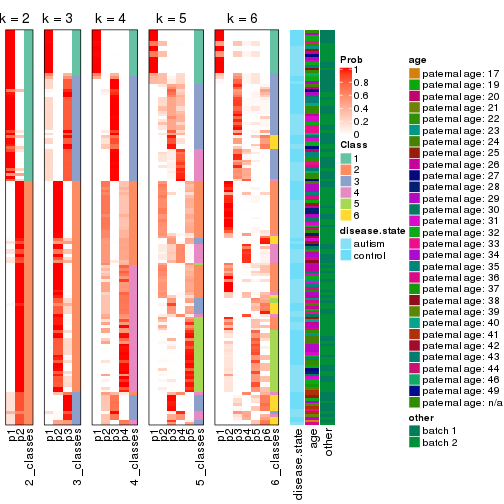 k = 2
k = 3
k = 4
k = 5
k = 6
p1
p2
2_classes
p1
p2
p3
3_classes
p1
p2
p3
p4
4_classes
p1
p2
p3
p4
p5
5_classes
p1
p2
p3
p4
p5
p6
6_classes
disease.state
age
other
Prob
1
0.8
0.6
0.4
0.2
0
Class
1
2
3
4
5
6
disease.state
autism
control
age
paternal age: 17
paternal age: 19
paternal age: 20
paternal age: 21
paternal age: 22
paternal age: 23
paternal age: 24
paternal age: 25
paternal age: 26
paternal age: 27
paternal age: 28
paternal age: 29
paternal age: 30
paternal age: 31
paternal age: 32
paternal age: 33
paternal age: 34
paternal age: 35
paternal age: 36
paternal age: 37
paternal age: 38
paternal age: 39
paternal age: 40
paternal age: 41
paternal age: 42
paternal age: 43
paternal age: 44
paternal age: 46
paternal age: 49
paternal age: n/a
other
batch 1
batch 2